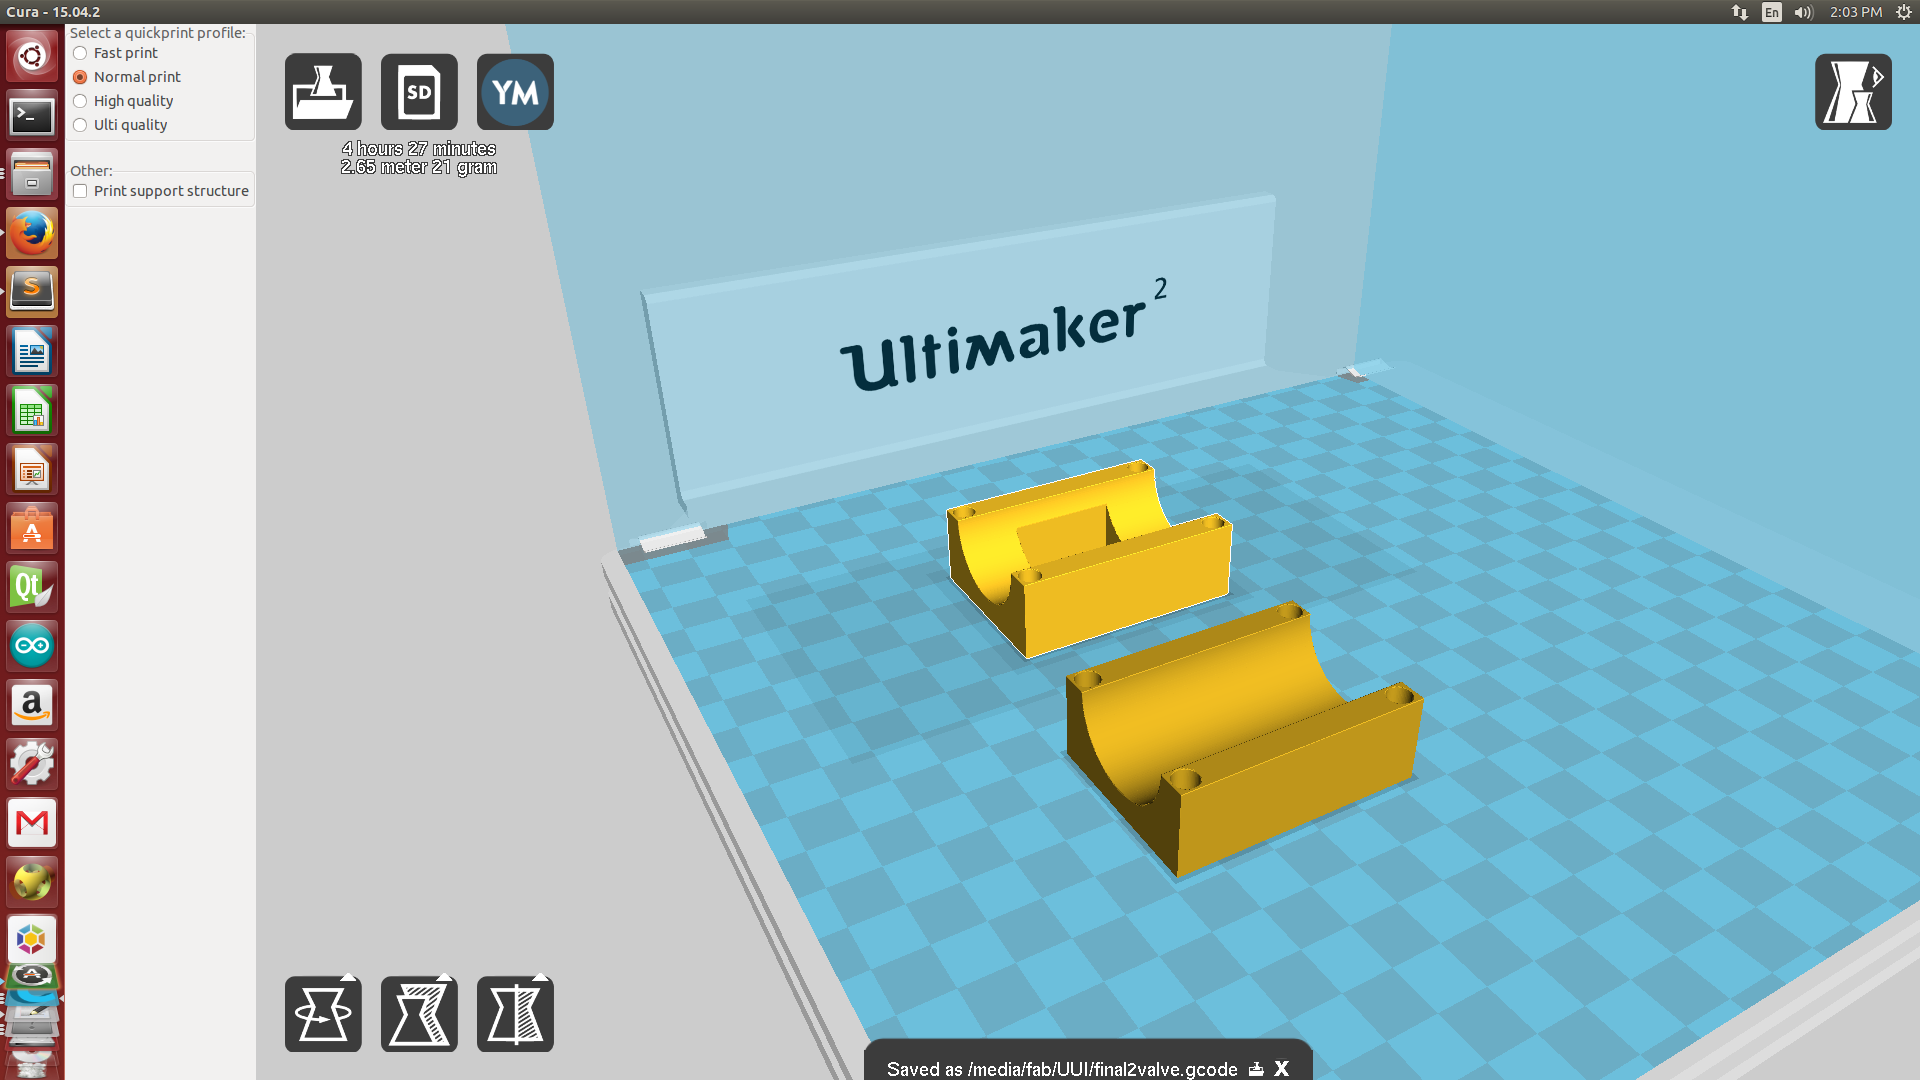 Cura - 15.04.2
En
2:03 PM
Select a quickprint profile:
Fast print
Normal print
High quality
Ulti quality
Other:
Print support structure
SD
YM
4 hours 27 minutes
2.65 meter 21 gram
Ultimaker²
>_
S
A
Qt
a
M
Saved as /media/fab/UUI/final2valve.gcode X